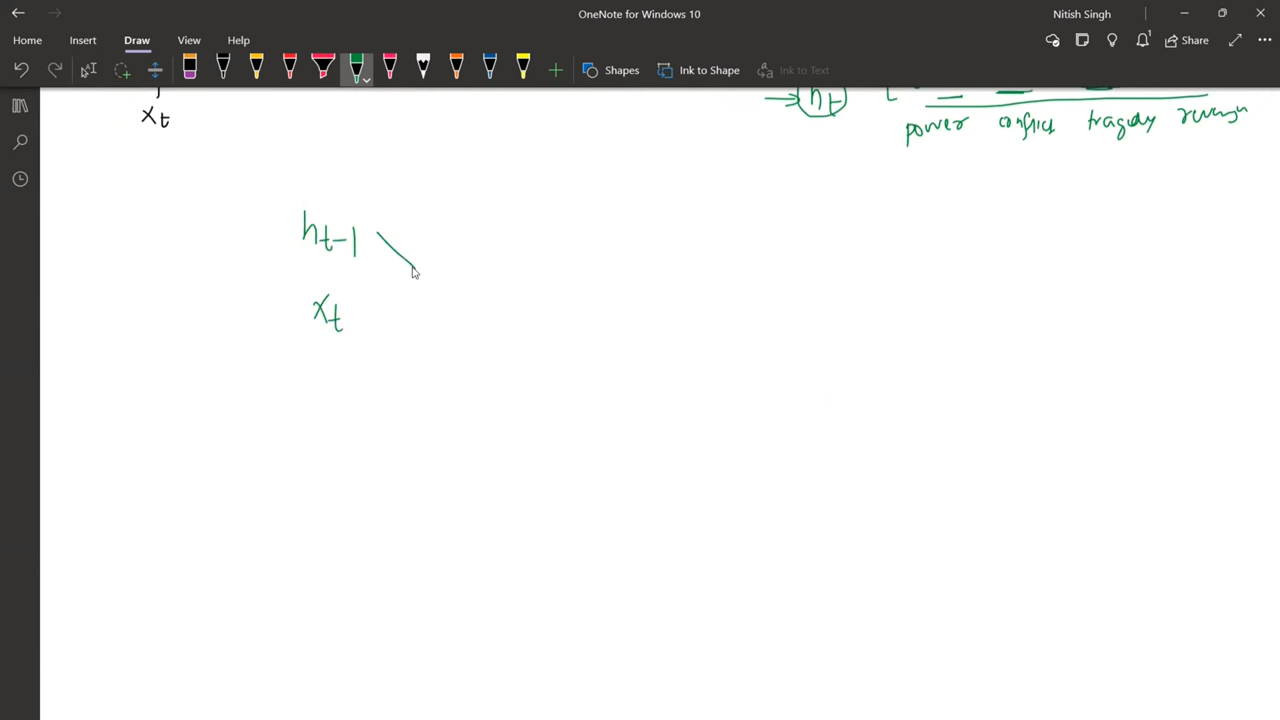 OneNote for Windows 10
Nitish Singh
Home Insert Draw View Help
Share
Shapes Ink to Shape Ink to Text
xt
ht
power conflict tragedy
ht-1
xt